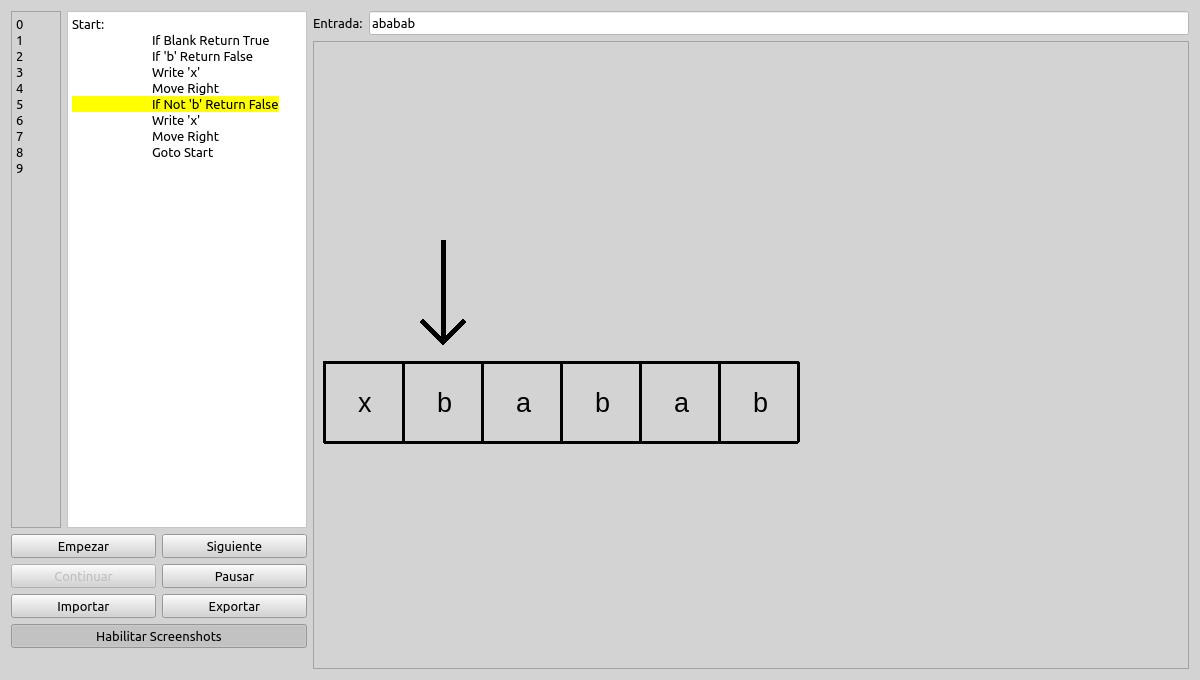 0
1
2
3
4
5
6
7
8
9
Start:
If Blank Return True
If 'b' Return False
Write 'x'
Move Right
If Not 'b' Return False
Write 'x'
Move Right
Goto Start
Entrada: ababab
x b a b a b
Empezar Siguiente
Continuar Pausar
Importar Exportar
Habilitar Screenshots